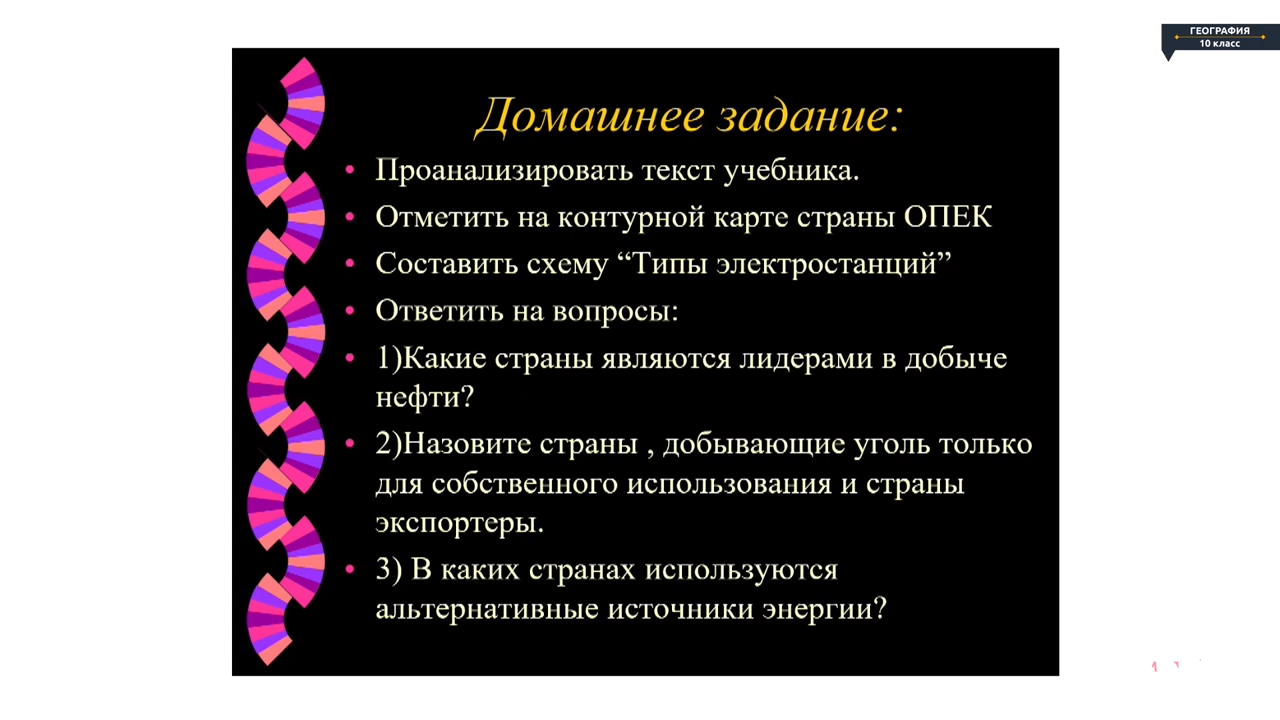 ГЕОГРАФИЯ
10 класс
Домашнее задание:
• Проанализировать текст учебника.
• Отметить на контурной карте страны ОПЕК
• Составить схему “Типы электростанций”
• Ответить на вопросы:
• 1)Какие страны являются лидерами в добыче
нефти?
• 2)Назовите страны , добывающие уголь только
для собственного использования и страны
экспортеры.
• 3) В каких странах используются
альтернативные источники энергии?